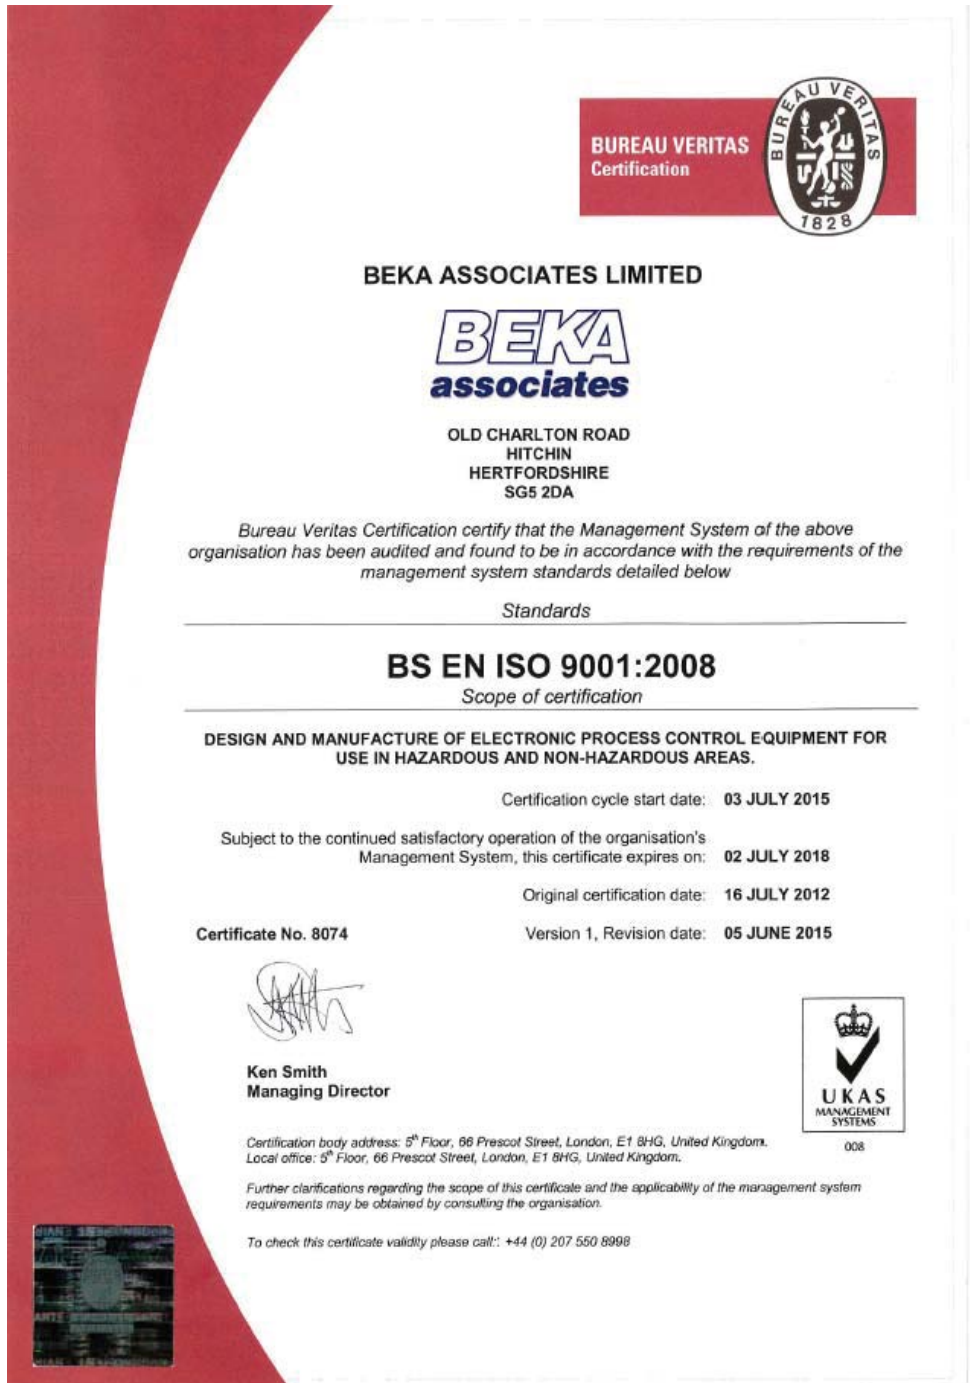 BUREAU VERITAS
Certification
BUREAU VERITAS
1828
BEKA ASSOCIATES LIMITED
BEKA
associates
OLD CHARLTON ROAD
HITCHIN
HERTFORDSHIRE
SG5 2DA
Bureau Veritas Certification certify that the Management System of the above
organisation has been audited and found to be in accordance with the requirements of the
management system standards detailed below
Standards
BS EN ISO 9001:2008
Scope of certification
DESIGN AND MANUFACTURE OF ELECTRONIC PROCESS CONTROL EQUIPMENT FOR
USE IN HAZARDOUS AND NON-HAZARDOUS AREAS.
Certification cycle start date: 03 JULY 2015
Subject to the continued satisfactory operation of the organisation's
Management System, this certificate expires on: 02 JULY 2018
Original certification date: 16 JULY 2012
Certificate No. 8074 Version 1, Revision date: 05 JUNE 2015
Ken Smith
Managing Director
UKAS
MANAGEMENT
SYSTEMS
008
Certification body address: 5th Floor, 66 Prescot Street, London, E1 8HG, United Kingdom.
Local office: 5th Floor, 66 Prescot Street, London, E1 8HG, United Kingdom.
Further clarifications regarding the scope of this certificate and the applicability of the management system
requirements may be obtained by consulting the organisation.
To check this certificate validity please call:: +44 (0) 207 550 8998